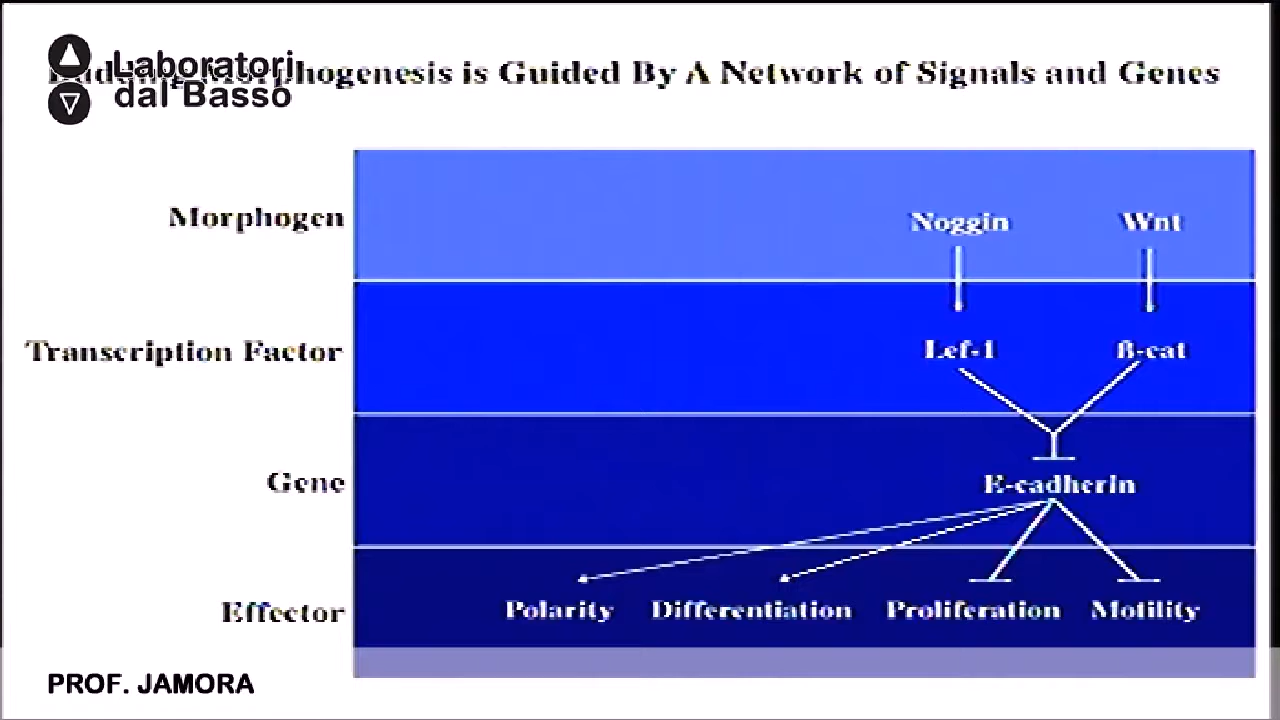 Laboratori
dal Basso
Morphogenesis is Guided By A Network of Signals and Genes
Morphogen
Noggin Wnt
Transcription Factor
Lef-1 ß-cat
Gene
E-cadherin
Effector
Polarity Differentiation Proliferation Motility
PROF. JAMORA